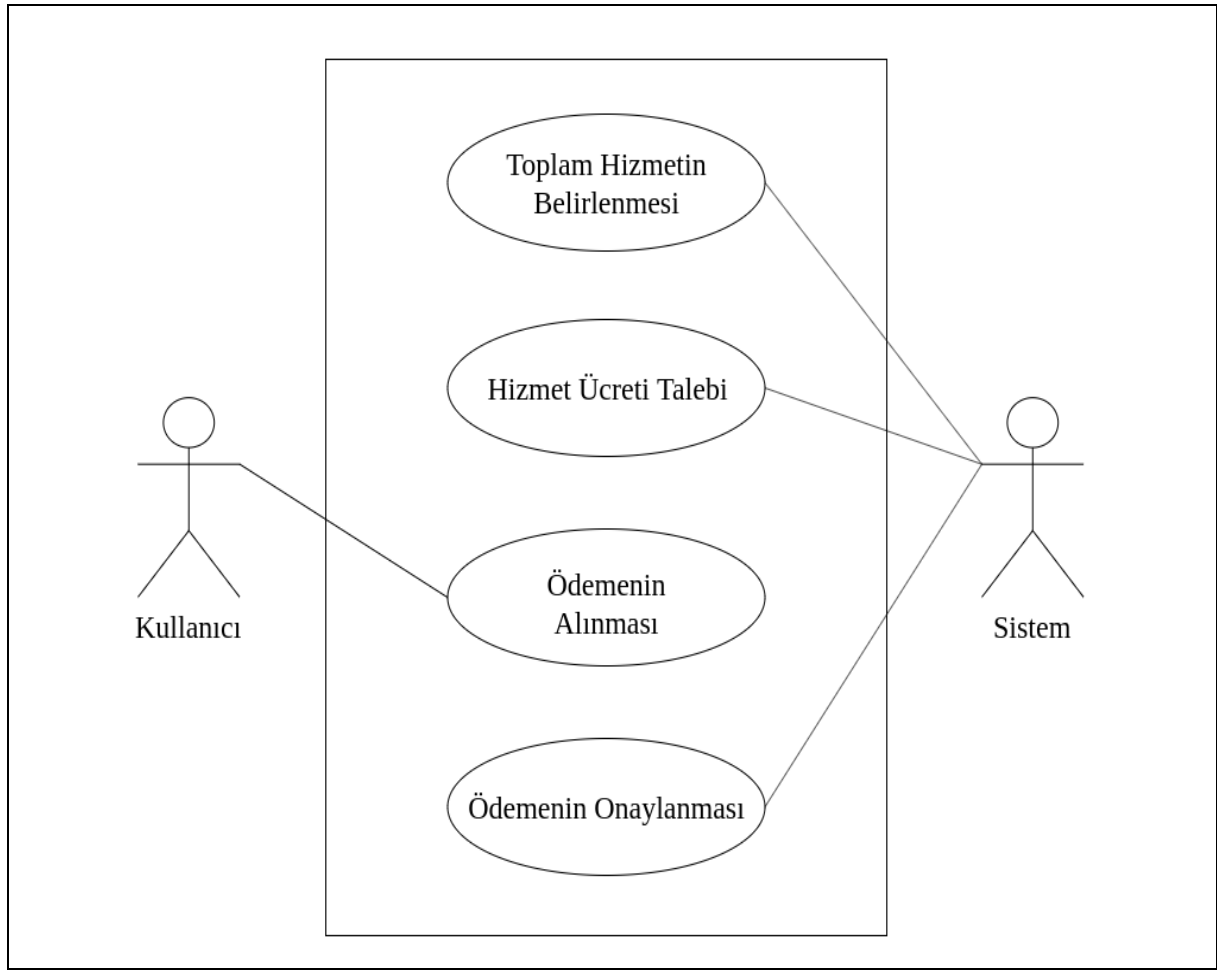 Toplam Hizmetin
Belirlenmesi
Hizmet Ücreti Talebi
Ödemenin
Alınması
Kullanıcı
Sistem
Ödemenin Onaylanması